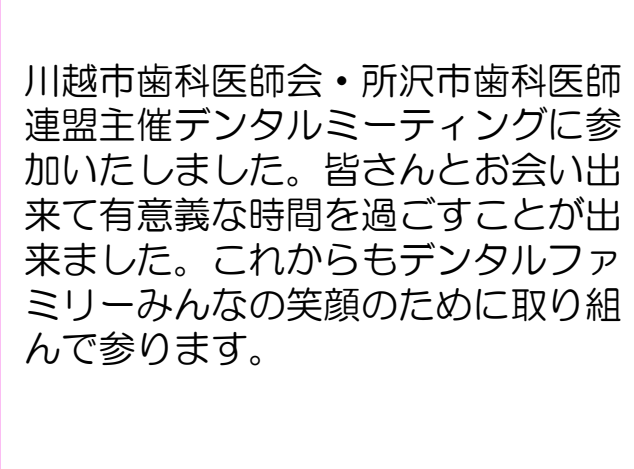 川越市歯科医師会・所沢市歯科医師
連盟主催デンタルミーティングに参
加いたしました。皆さんとお会い出
来て有意義な時間を過ごすことが出
来ました。これからもデンタルファ
ミリーみんなの笑顔のために取り組
んで参ります。